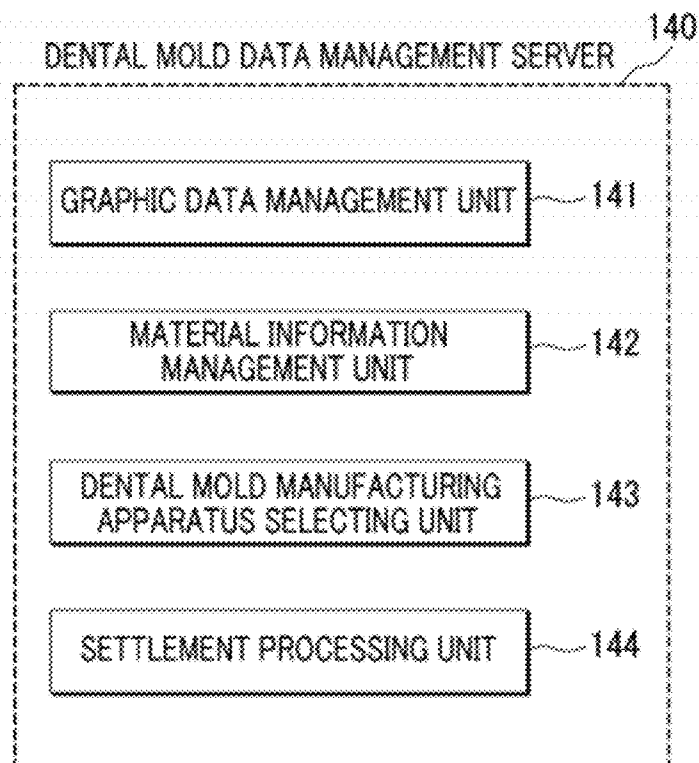 140
DENTAL MOLD DATA MANAGEMENT SERVER
GRAPHIC DATA MANAGEMENT UNIT
141
MATERIAL INFORMATION
MANAGEMENT UNIT
142
DENTAL MOLD MANUFACTURING
APPARATUS SELECTING UNIT
143
SETTLEMENT PROCESSING UNIT
144